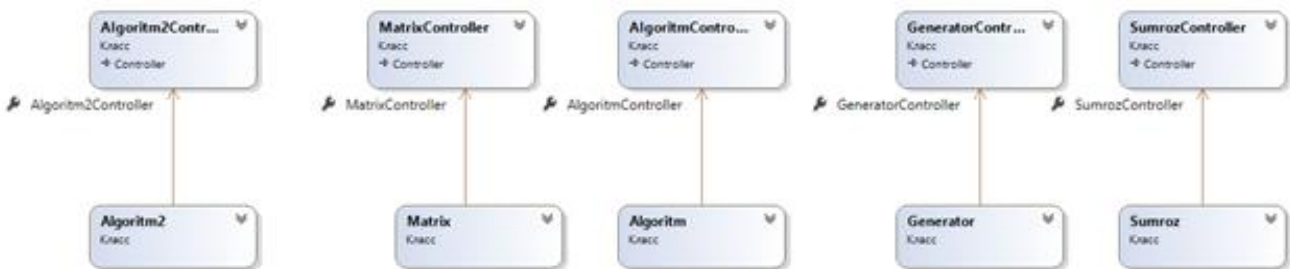 Algoritm2Contr...
Класс
Controller
MatrixController
Класс
Controller
AlgoritmContro...
Класс
Controller
GeneratorContr...
Класс
Controller
SumrozController
Класс
Controller
Algoritm2Controller
MatrixController
AlgoritmController
GeneratorController
SumrozController
Algoritm2
Класс
Matrix
Класс
Algoritm
Класс
Generator
Класс
Sumroz
Класс